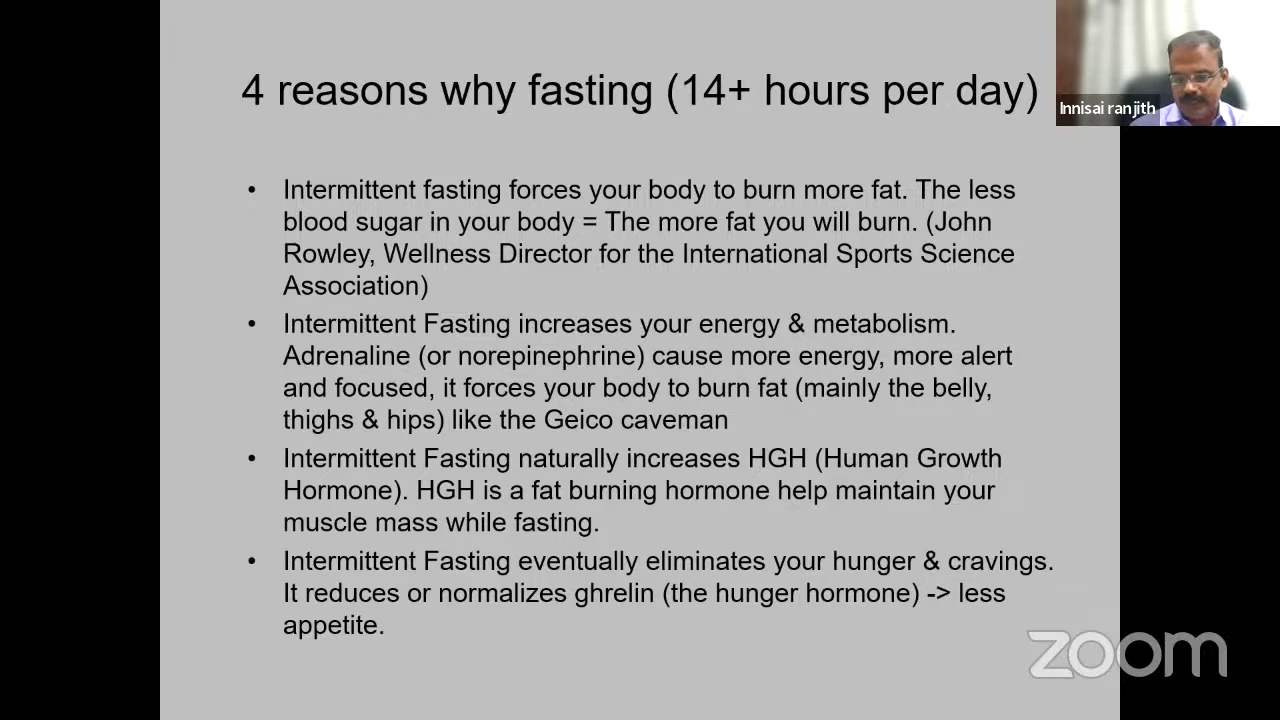 4 reasons why fasting (14+ hours per day)
Innisai ranjith
• Intermittent fasting forces your body to burn more fat. The less
blood sugar in your body = The more fat you will burn. (John
Rowley, Wellness Director for the International Sports Science
Association)
• Intermittent Fasting increases your energy & metabolism.
Adrenaline (or norepinephrine) cause more energy, more alert
and focused, it forces your body to burn fat (mainly the belly,
thighs & hips) like the Geico caveman
• Intermittent Fasting naturally increases HGH (Human Growth
Hormone). HGH is a fat burning hormone help maintain your
muscle mass while fasting.
• Intermittent Fasting eventually eliminates your hunger & cravings.
It reduces or normalizes ghrelin (the hunger hormone) -> less
appetite.
zoom